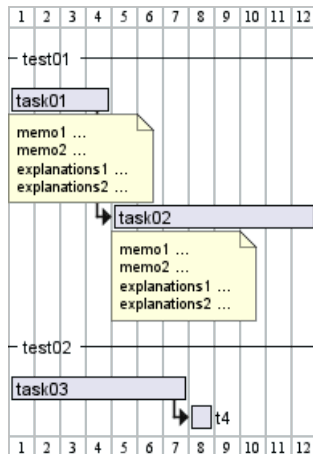 1 2 3 4 5 6 7 8 9 10 11 12
test01
task01
memo1 ...
memo2 ...
explanations1 ...
explanations2 ...
task02
memo1 ...
memo2 ...
explanations1 ...
explanations2 ...
test02
task03
t4
1 2 3 4 5 6 7 8 9 10 11 12